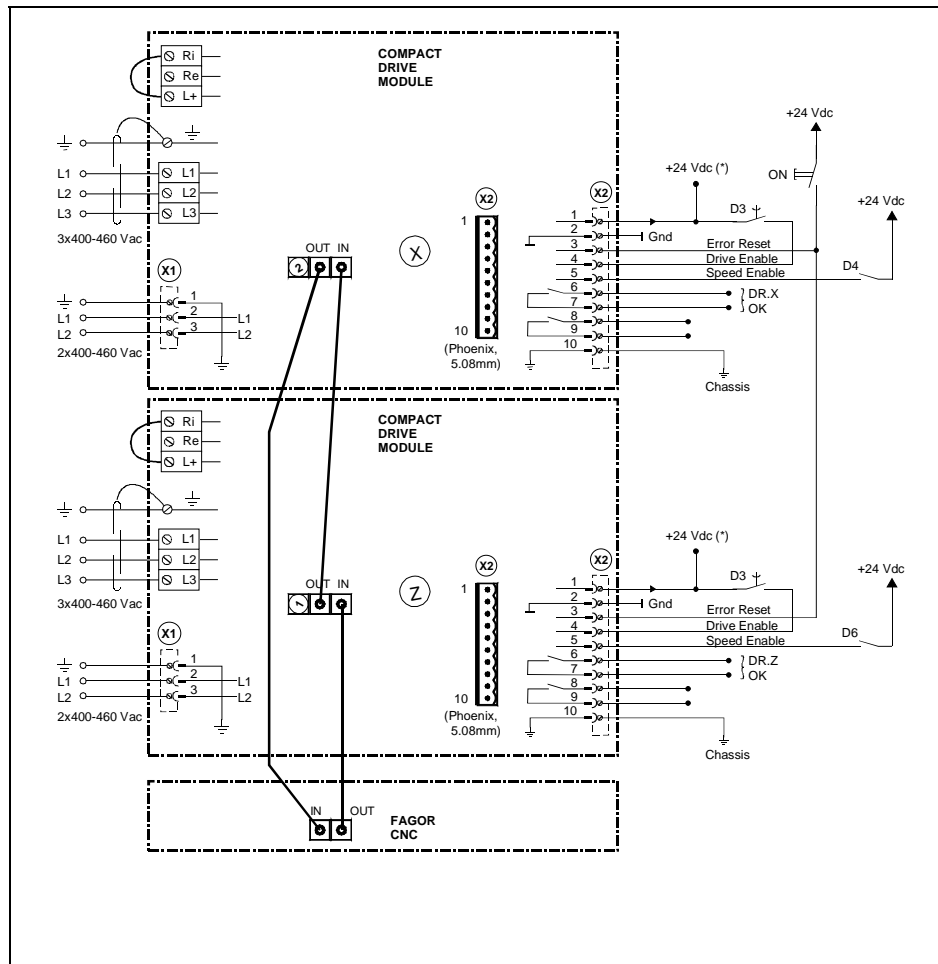 COMPACT
DRIVE
MODULE
Ri
Re
L+
L1 L1
L2 L2
L3 L3
3x400-460 Vac
X1
1
L1 2 L1
L2 3 L2
2x400-460 Vac
2 OUT IN
X
X2
1
10
(Phoenix,
5.08mm)
X2
1
2 Gnd
3 Error Reset
4 Drive Enable
5 Speed Enable
6 DR.X
7 OK
8
9
10
Chassis
+24 Vdc (*)
D3
+24 Vdc
ON
+24 Vdc
D4
COMPACT
DRIVE
MODULE
Ri
Re
L+
L1 L1
L2 L2
L3 L3
3x400-460 Vac
X1
1
L1 2 L1
L2 3 L2
2x400-460 Vac
1 OUT IN
Z
X2
1
10
(Phoenix,
5.08mm)
X2
1
2 Gnd
3 Error Reset
4 Drive Enable
5 Speed Enable
6 DR.Z
7 OK
8
9
10
Chassis
+24 Vdc (*)
D3
+24 Vdc
D6
IN OUT
FAGOR
CNC